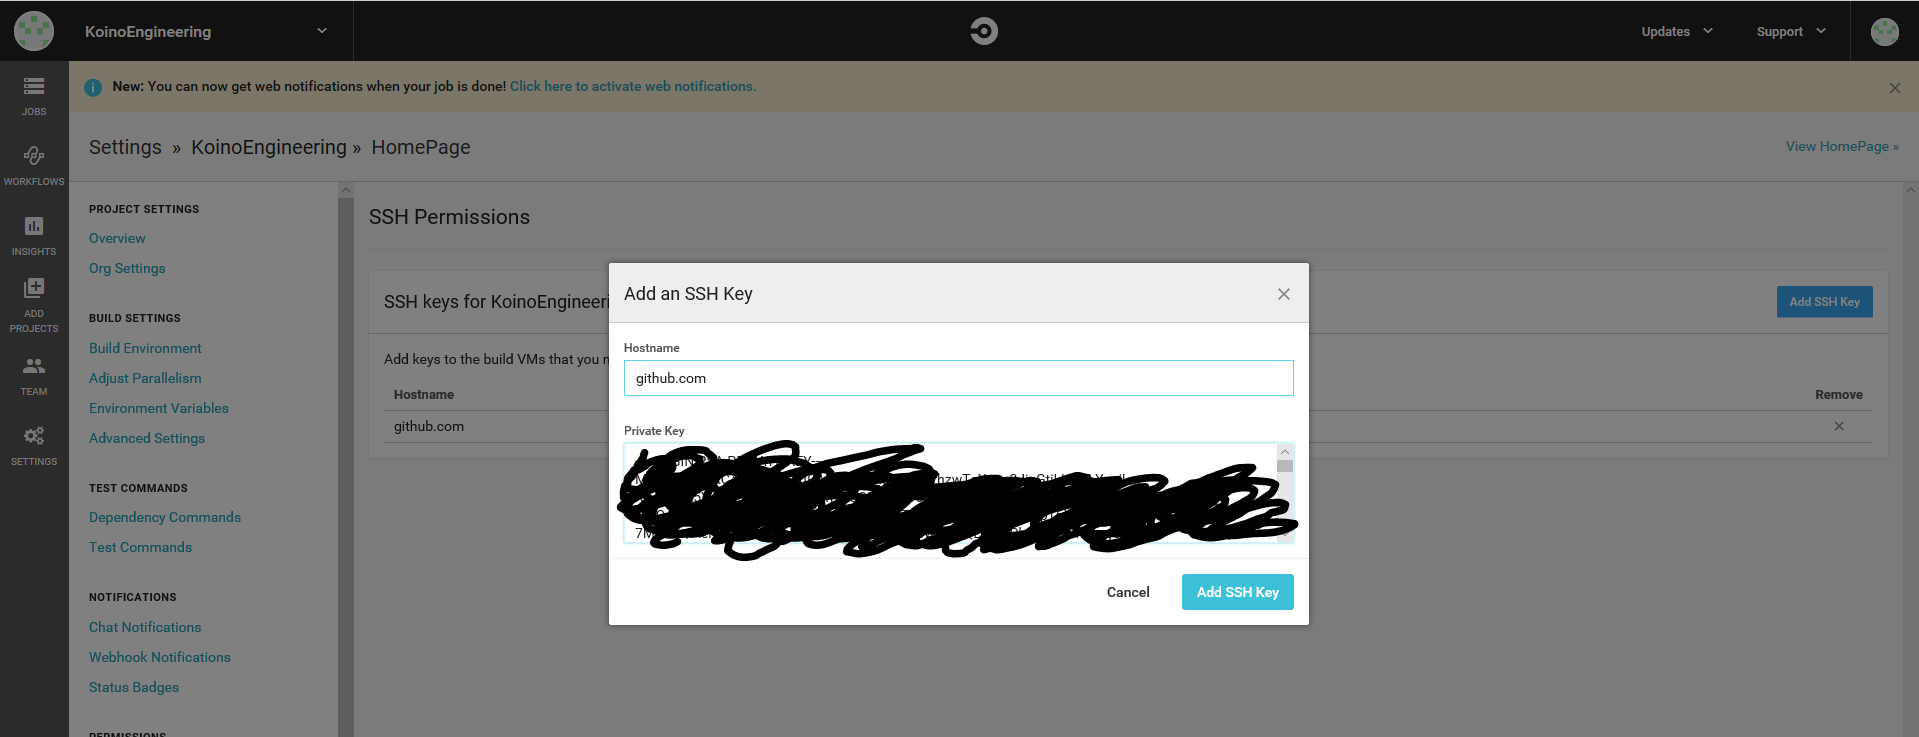 KoinoEngineering
Updates
Support
New: You can now get web notifications when your job is done! Click here to activate web notifications.
JOBS
Settings » KoinoEngineering » HomePage
View HomePage »
WORKFLOWS
INSIGHTS
ADD
PROJECTS
TEAM
SETTINGS
PROJECT SETTINGS
Overview
Org Settings
BUILD SETTINGS
Build Environment
Adjust Parallelism
Environment Variables
Advanced Settings
TEST COMMANDS
Dependency Commands
Test Commands
NOTIFICATIONS
Chat Notifications
Webhook Notifications
Status Badges
PERMISSIONS
SSH Permissions
SSH keys for KoinoEngineeri
Add SSH Key
Add keys to the build VMs that you
Hostname
Remove
github.com
Add an SSH Key
Hostname
github.com
Private Key
Cancel
Add SSH Key